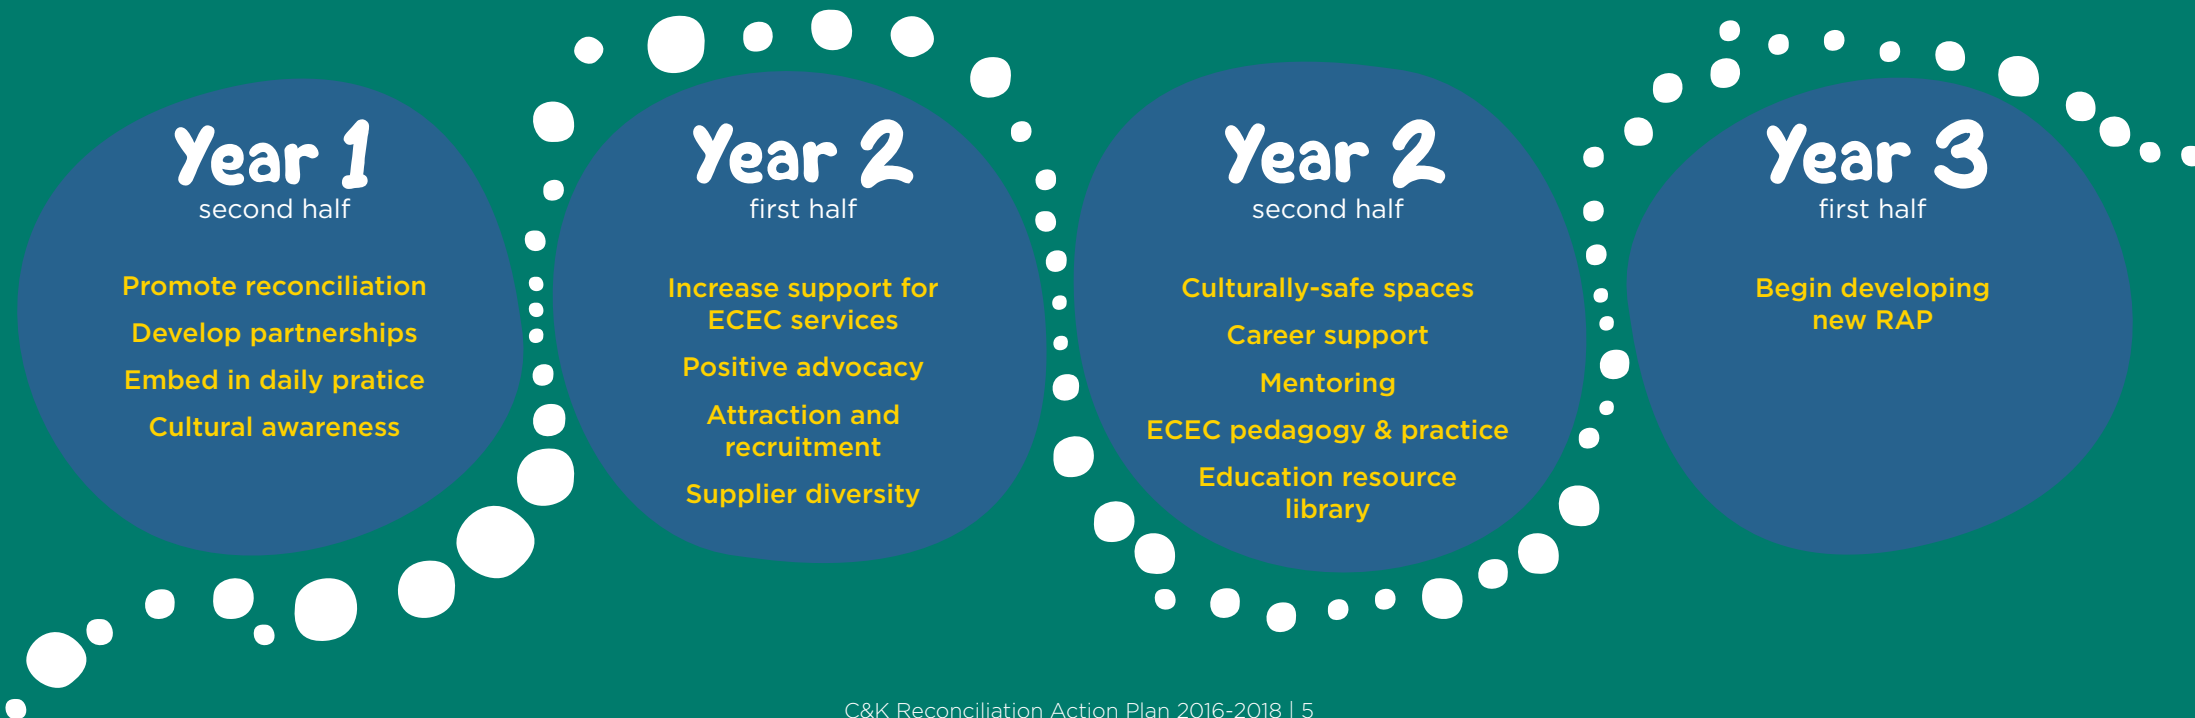 Year 1
second half
Promote reconciliation
Develop partnerships
Embed in daily pratice
Cultural awareness
Year 2
first half
Increase support for
ECEC services
Positive advocacy
Attraction and
recruitment
Supplier diversity
Year 2
second half
Culturally-safe spaces
Career support
Mentoring
ECEC pedagogy & practice
Education resource
library
Year 3
first half
Begin developing
new RAP
C&K Reconciliation Action Plan 2016-2018 | 5